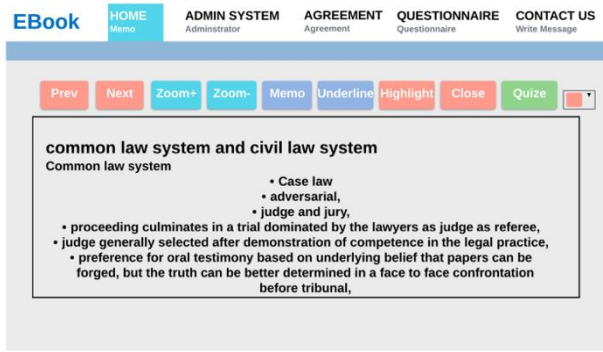 EBook
HOME
Memo
ADMIN SYSTEM
Adminstrator
AGREEMENT
Agreement
QUESTIONNAIRE
Questionnaire
CONTACT US
Write Message
Prev
Next
Zoom+
Zoom-
Memo
Underline
Highlight
Close
Quize
common law system and civil law system
Common law system
• Case law
• adversarial,
• judge and jury,
• proceeding culminates in a trial dominated by the lawyers as judge as referee,
• judge generally selected after demonstration of competence in the legal practice,
• preference for oral testimony based on underlying belief that papers can be
forged, but the truth can be better determined in a face to face confrontation
before tribunal,